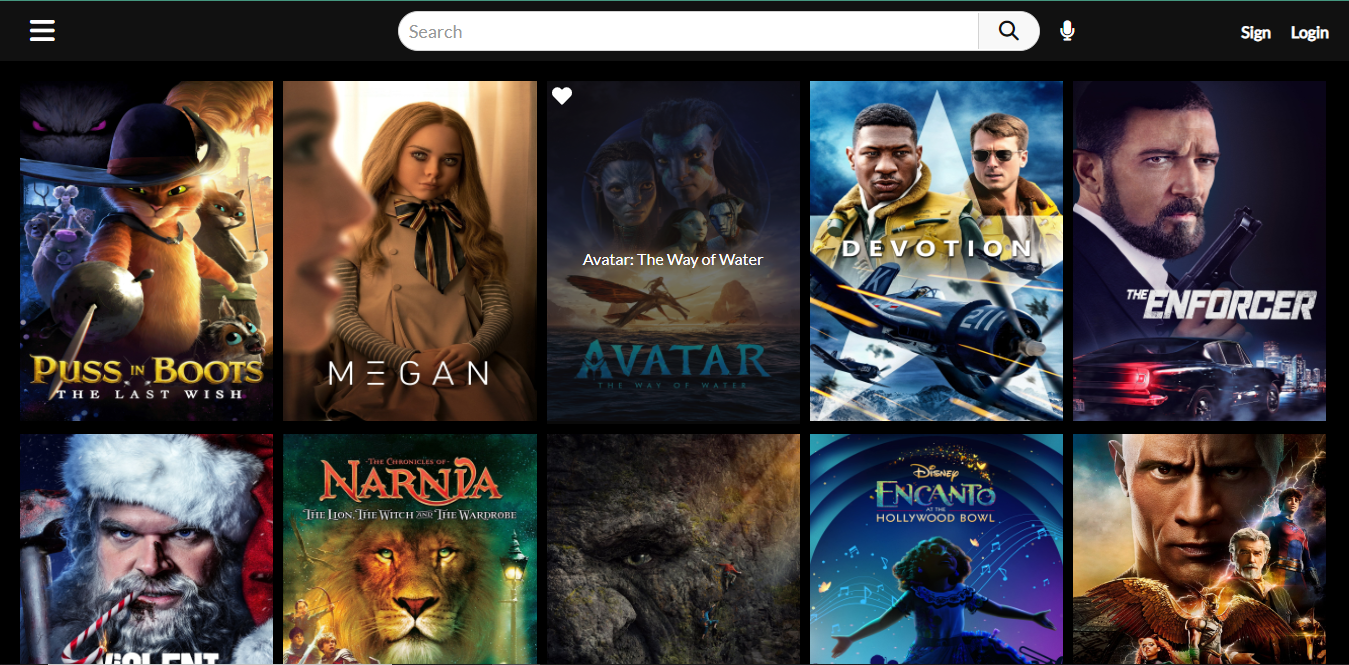 Search
Sign
Login
PUSS IN BOOTS
THE LAST WISH
MEGAN
Avatar: The Way of Water
AVATAR
THE WAY OF WATER
DEVOTION
211
THE ENFORCER
VIOLENT
THE CHRONICLES OF
NARNIA
THE LION, THE WITCH AND THE WARDROBE
Disney
ENCANTO
AT THE
HOLLYWOOD BOWL